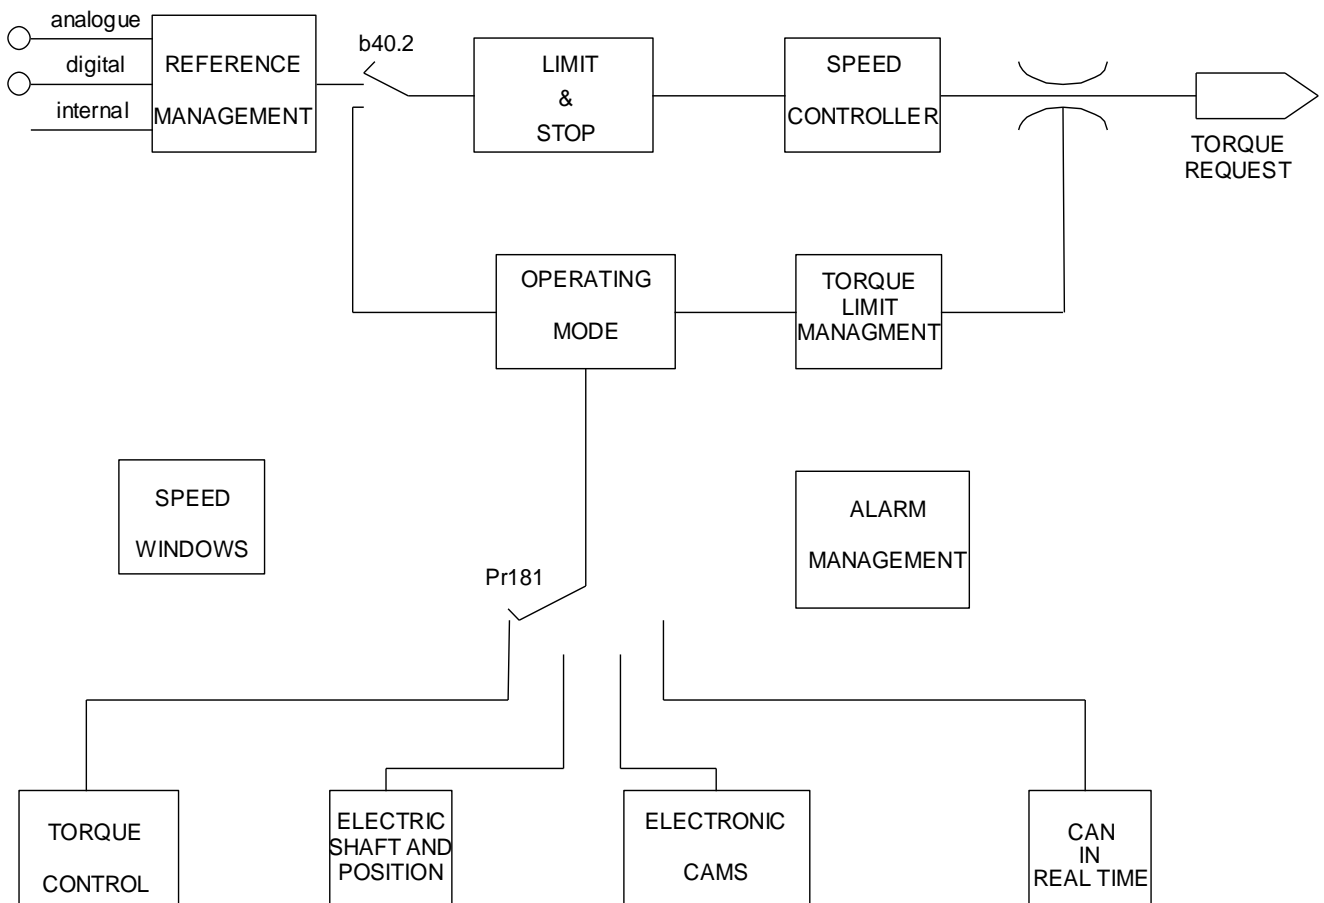 analogue
digital
internal
REFERENCE
MANAGEMENT
b40.2
LIMIT
&
STOP
SPEED
CONTROLLER
TORQUE
REQUEST
OPERATING
MODE
TORQUE
LIMIT
MANAGMENT
SPEED
WINDOWS
ALARM
MANAGEMENT
Pr181
TORQUE
CONTROL
ELECTRIC
SHAFT AND
POSITION
ELECTRONIC
CAMS
CAN
IN
REAL TIME